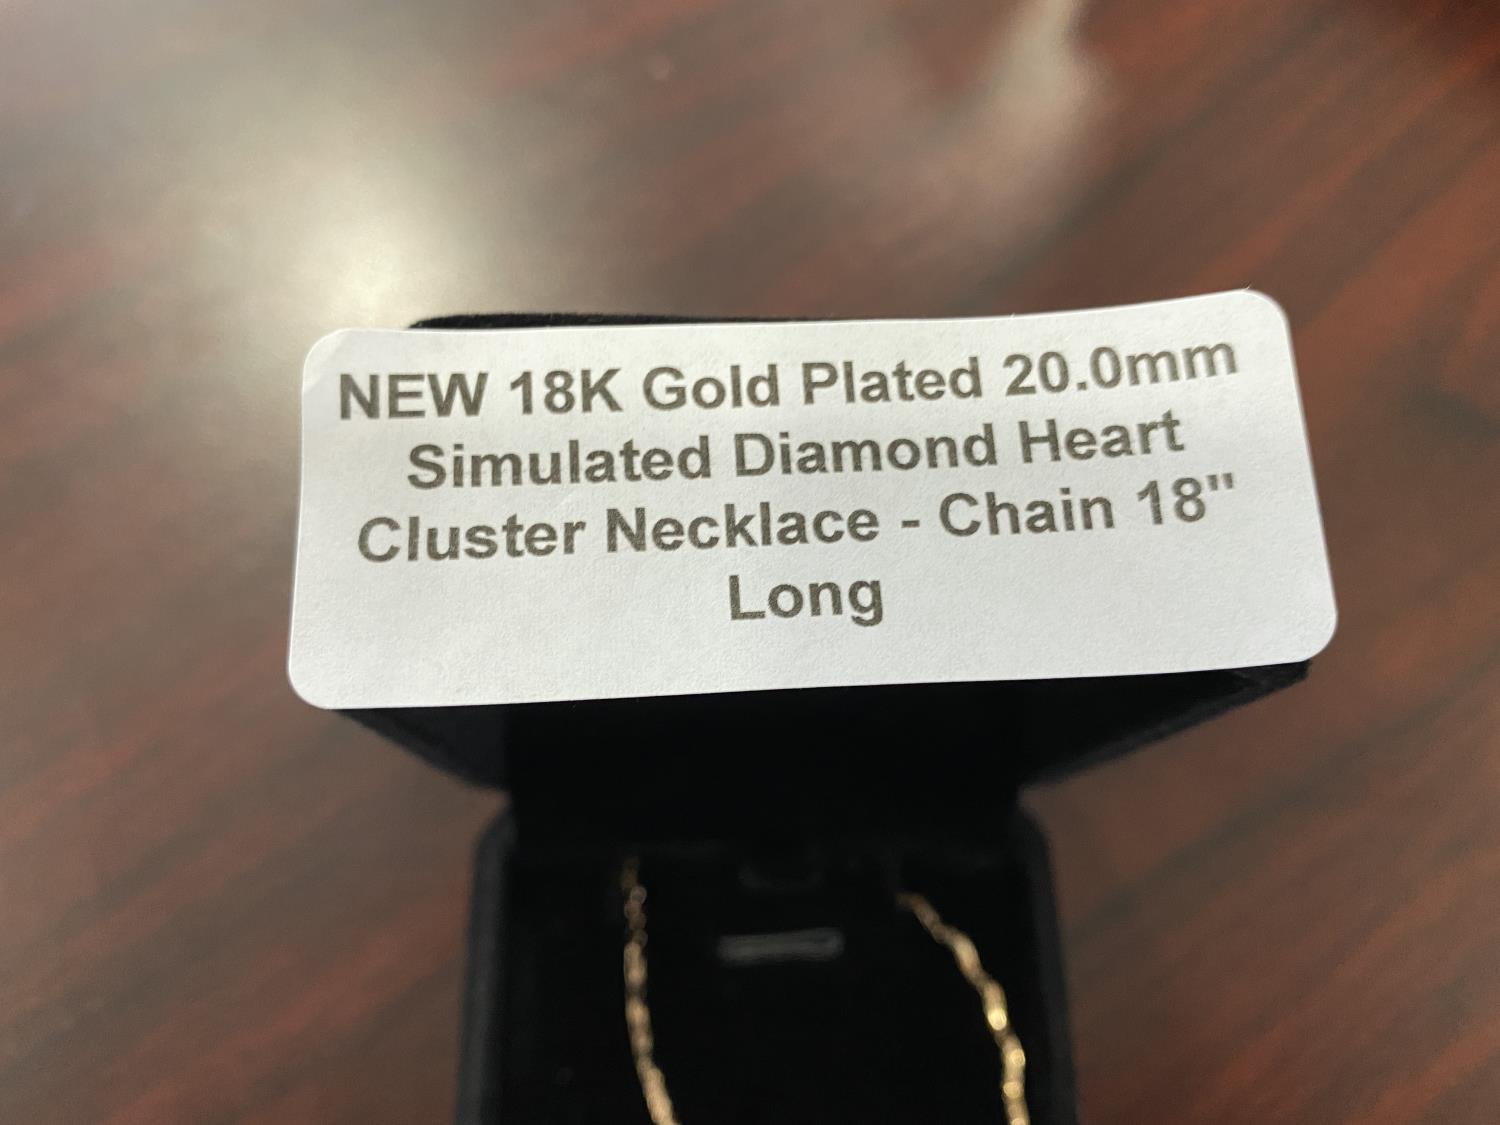 NEW 18K Gold Plated 20.0mm
Simulated Diamond Heart
Cluster Necklace - Chain 18"
Long